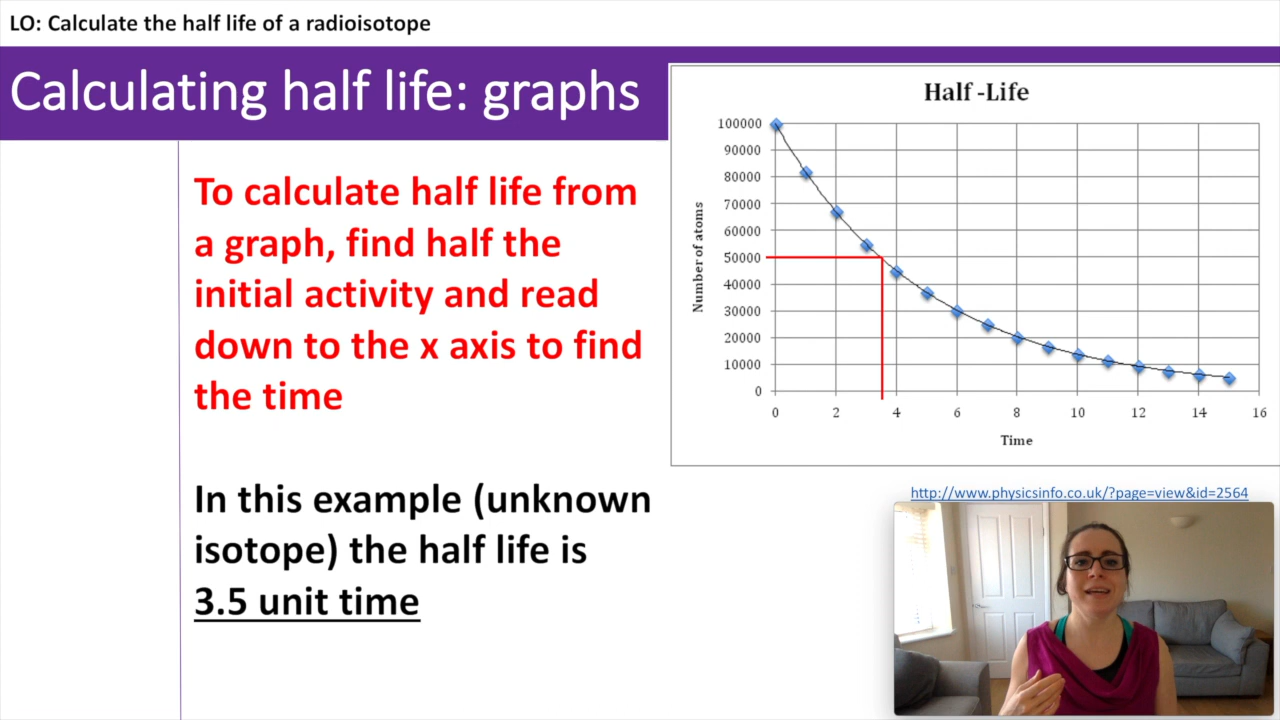 LO: Calculate the half life of a radioisotope
Calculating half life: graphs
To calculate half life from
a graph, find half the
initial activity and read
down to the x axis to find
the time
In this example (unknown
isotope) the half life is
3.5 unit time
Half -Life
Number of atoms
100000
90000
80000
70000
60000
50000
40000
30000
20000
10000
0
0 2 4 6 8 10 12 14 16
Time
http://www.physicsinfo.co.uk/?page=view&id=2564